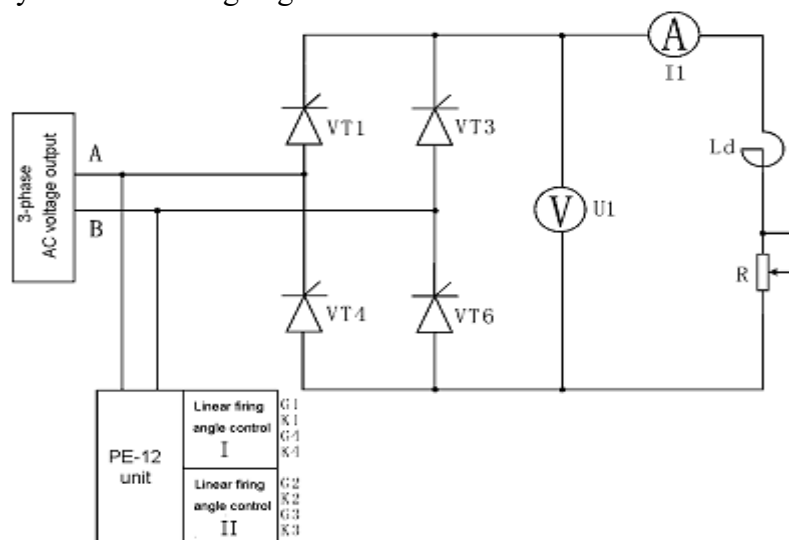 A
I1
VT1
VT3
Ld
3-phase
AC voltage output
A
B
V
U1
R
VT4
VT6
PE-12
unit
Linear firing
angle control
I
G1
K1
G4
K4
Linear firing
angle control
II
G2
K2
G3
K3